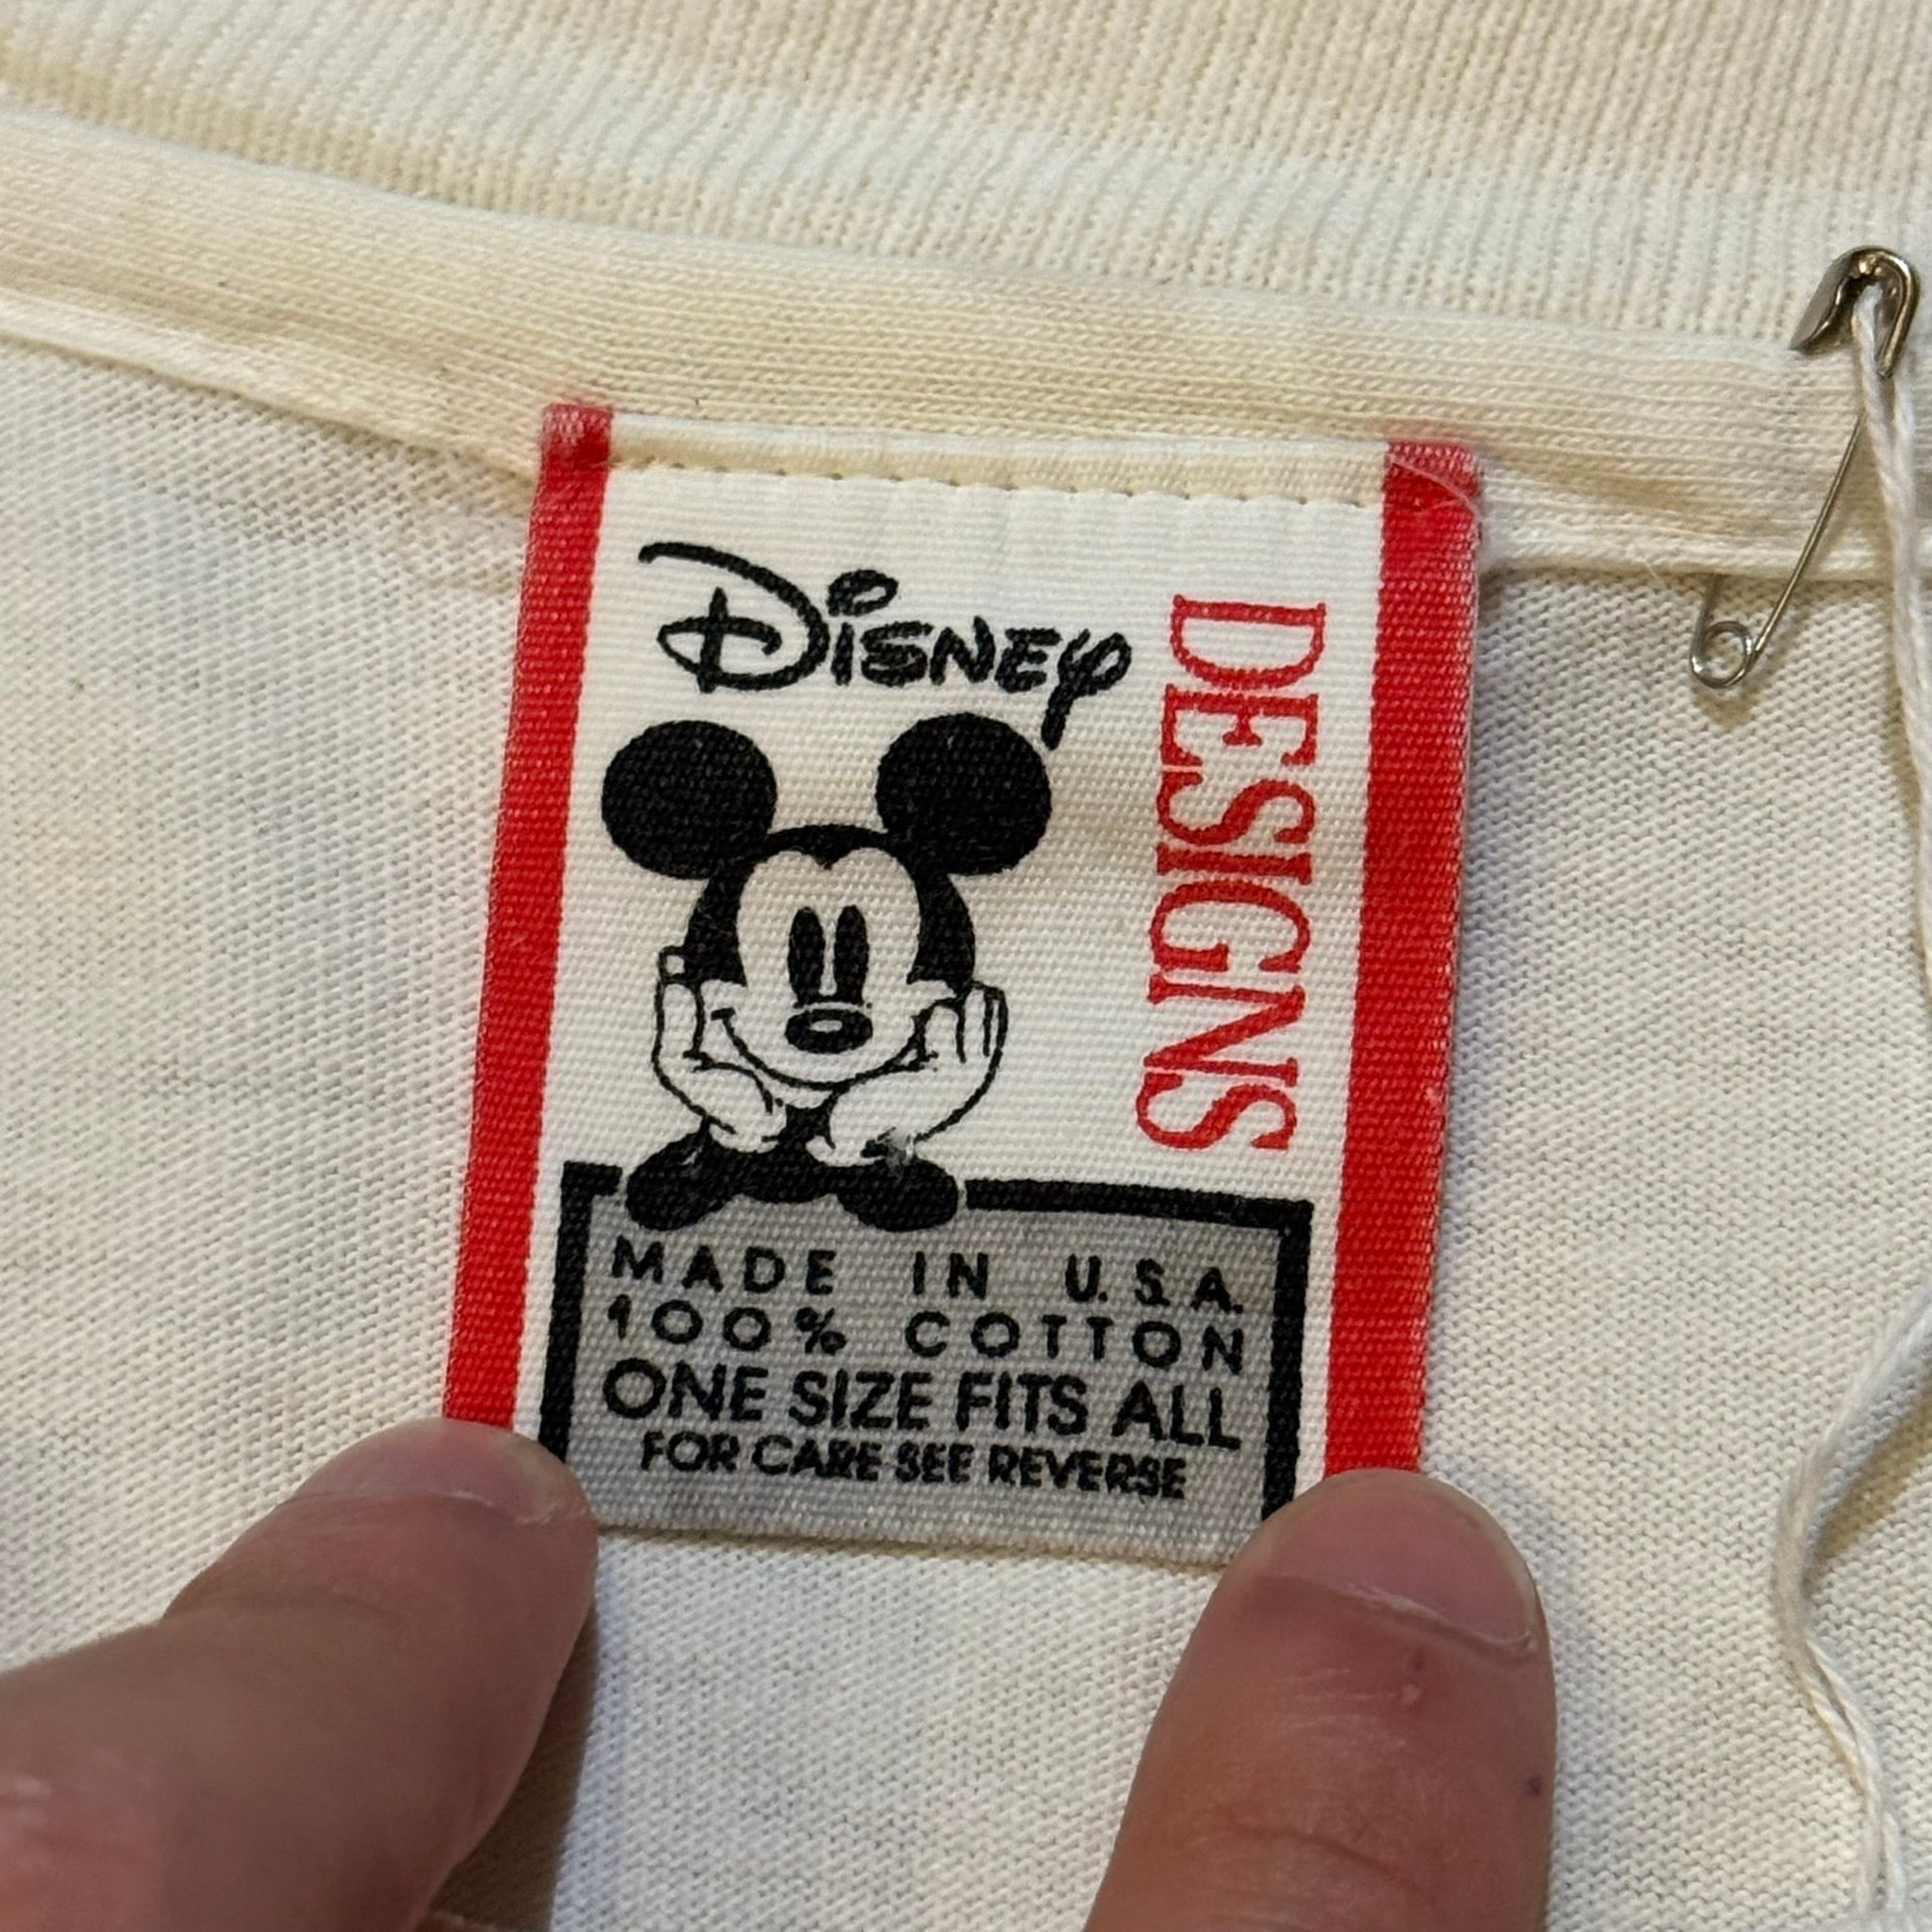 Disney
DESIGNS
MADE IN U.S.A.
100% COTTON
ONE SIZE FITS ALL
FOR CARE SEE REVERSE